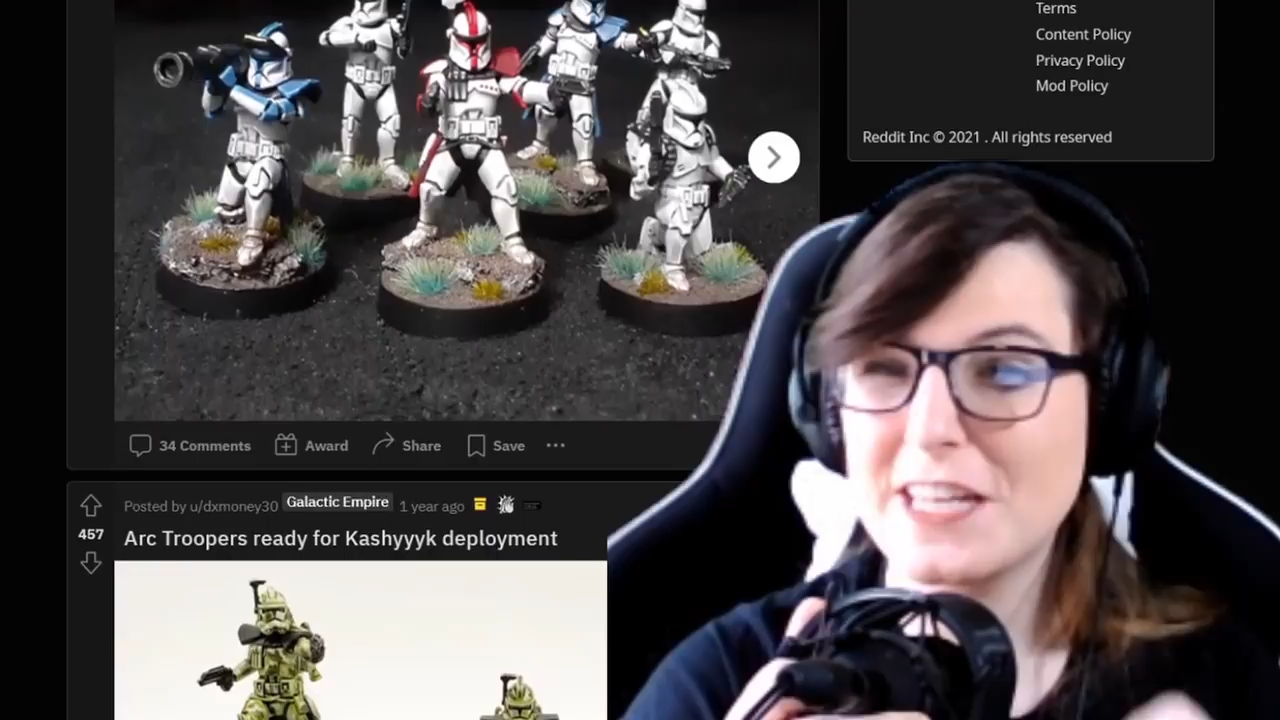 Terms
Content Policy
Privacy Policy
Mod Policy
Reddit Inc © 2021 . All rights reserved
34 Comments Award Share Save
Posted by u/dxmoney30 Galactic Empire 1 year ago
457
Arc Troopers ready for Kashyyyk deployment